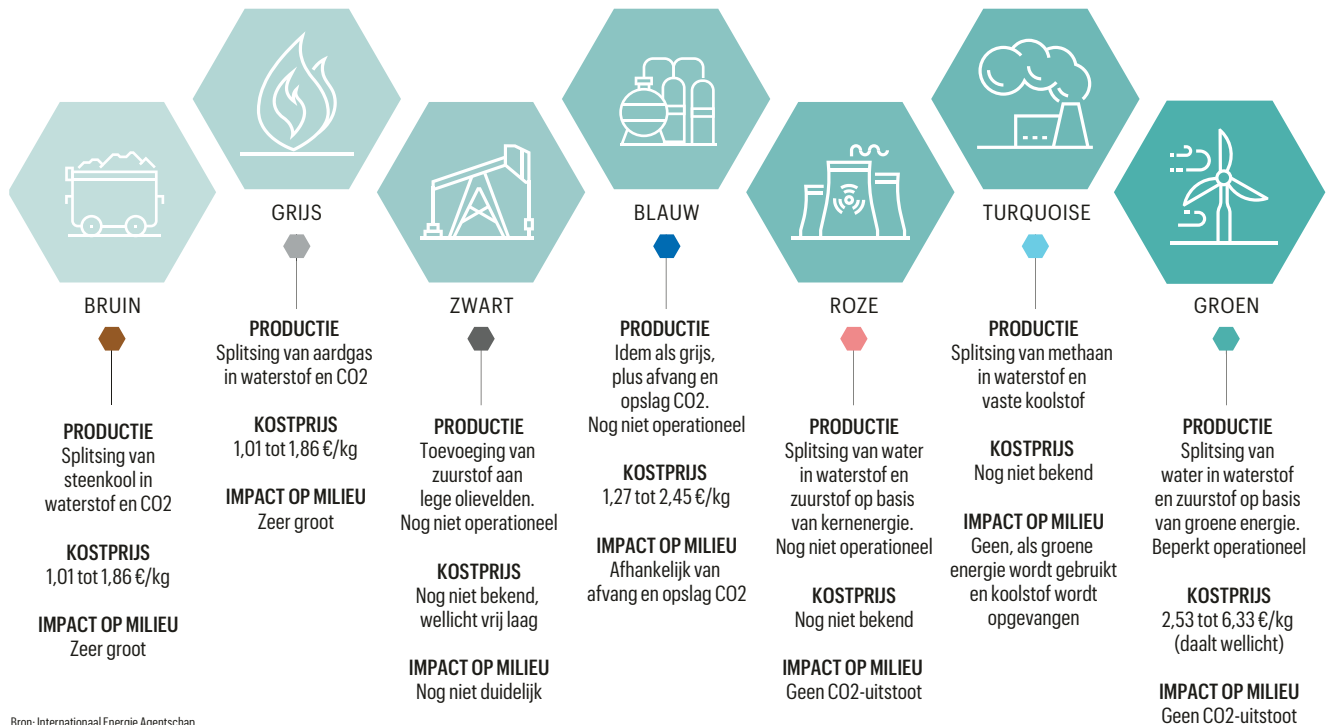 BRUIN
PRODUCTIE
Splitsing van
steenkool in
waterstof en CO2
KOSTPRIJS
1,01 tot 1,86 €/kg
IMPACT OP MILIEU
Zeer groot
GRIJS
PRODUCTIE
Splitsing van aardgas
in waterstof en CO2
KOSTPRIJS
1,01 tot 1,86 €/kg
IMPACT OP MILIEU
Zeer groot
ZWART
PRODUCTIE
Toevoeging van
zuurstof aan
lege olievelden.
Nog niet operationeel
KOSTPRIJS
Nog niet bekend,
wellicht vrij laag
IMPACT OP MILIEU
Nog niet duidelijk
BLAUW
PRODUCTIE
Idem als grijs,
plus afvang en
opslag CO2.
Nog niet operationeel
KOSTPRIJS
1,27 tot 2,45 €/kg
IMPACT OP MILIEU
Afhankelijk van
afvang en opslag CO2
ROZE
PRODUCTIE
Splitsing van water
in waterstof en
zuurstof op basis
van kernenergie.
Nog niet operationeel
KOSTPRIJS
Nog niet bekend
IMPACT OP MILIEU
Geen CO2-uitstoot
TURQUOISE
PRODUCTIE
Splitsing van methaan
in waterstof en
vaste koolstof
KOSTPRIJS
Nog niet bekend
IMPACT OP MILIEU
Geen, als groene
energie wordt gebruikt
en koolstof wordt
opgevangen
GROEN
PRODUCTIE
Splitsing van
water in waterstof
en zuurstof op basis
van groene energie.
Beperkt operationeel
KOSTPRIJS
2,53 tot 6,33 €/kg
(daalt wellicht)
IMPACT OP MILIEU
Geen CO2-uitstoot
Bron: Internationaal Energie Agentschap